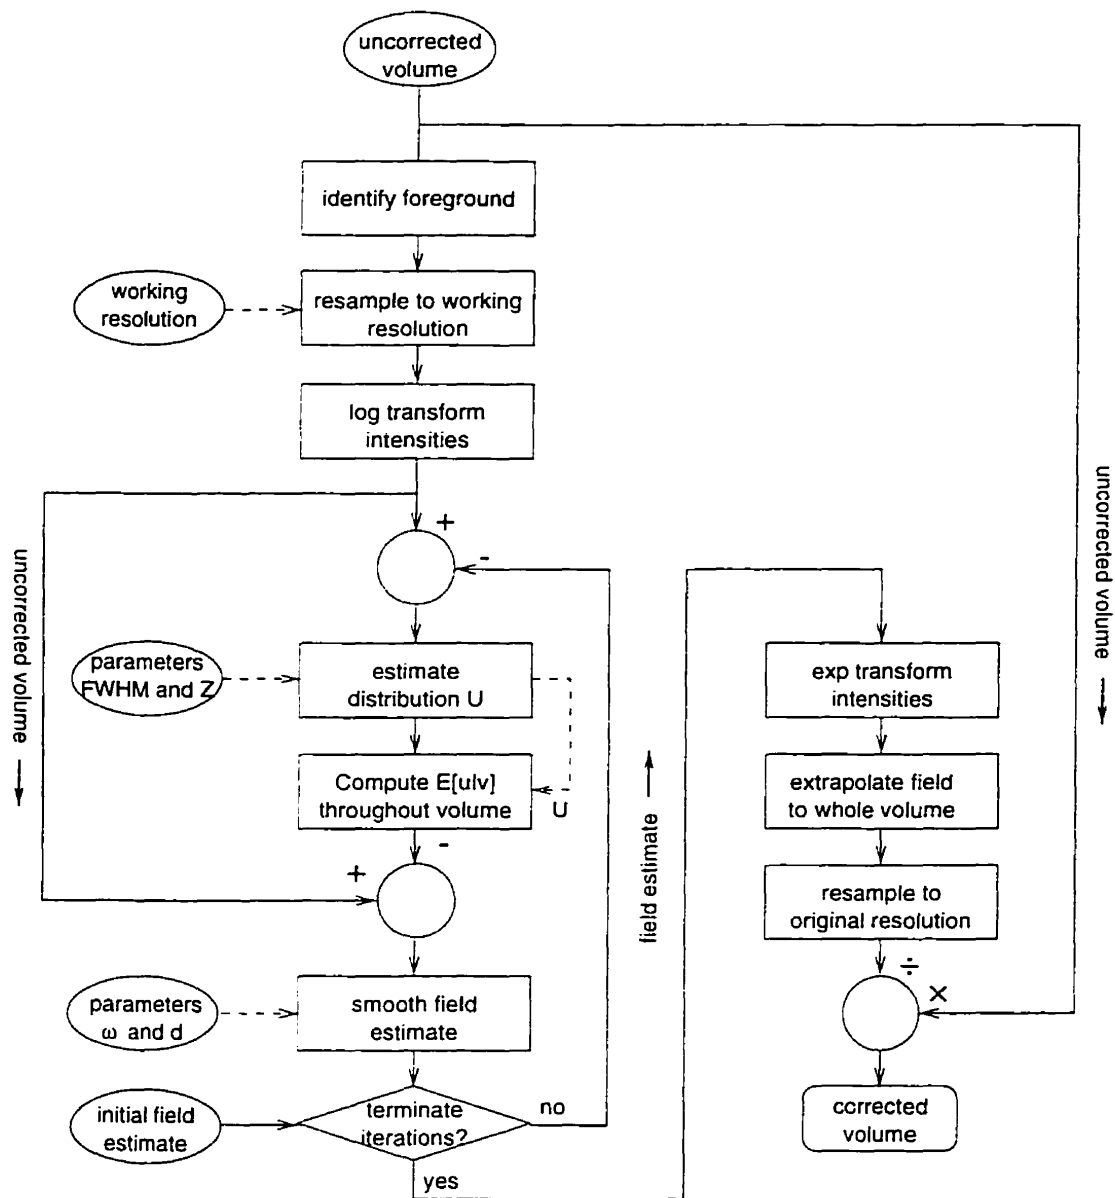 uncorrected
volume
identify foreground
working
resolution
resample to working
resolution
log transform
intensities
+
-
uncorrected volume
parameters
FWHM and Z
estimate
distribution U
Compute E[u|v]
throughout volume
U
-
+
parameters
ω and d
smooth field
estimate
initial field
estimate
terminate
iterations?
no
yes
field estimate
exp transform
intensities
extrapolate field
to whole volume
resample to
original resolution
÷
×
uncorrected volume
corrected
volume